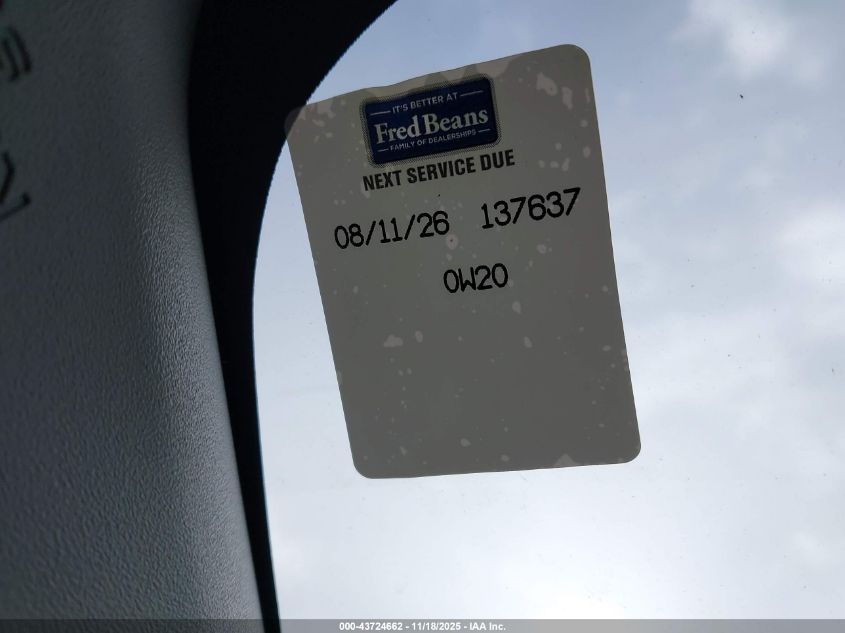 IT'S BETTER AT
Fred Beans
FAMILY OF DEALERSHIPS
NEXT SERVICE DUE
08/11/26 137637
0W20
000-43724662 - 11/18/2025 - IAA Inc.